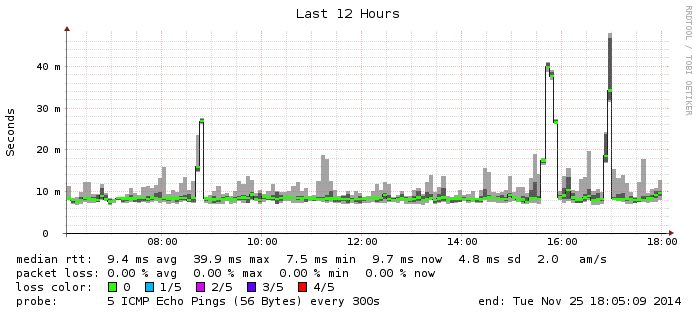 Last 12 Hours
RRDTOOL / TOBI OETIKER
Seconds
40 m
30 m
20 m
10 m
0
08:00 10:00 12:00 14:00 16:00 18:00
median rtt: 9.4 ms avg 39.9 ms max 7.5 ms min 9.7 ms now 4.8 ms sd 2.0 am/s
packet loss: 0.00 % avg 0.00 % max 0.00 % min 0.00 % now
loss color: 0 1/5 2/5 3/5 4/5
probe: 5 ICMP Echo Pings (56 Bytes) every 300s end: Tue Nov 25 18:05:09 2014